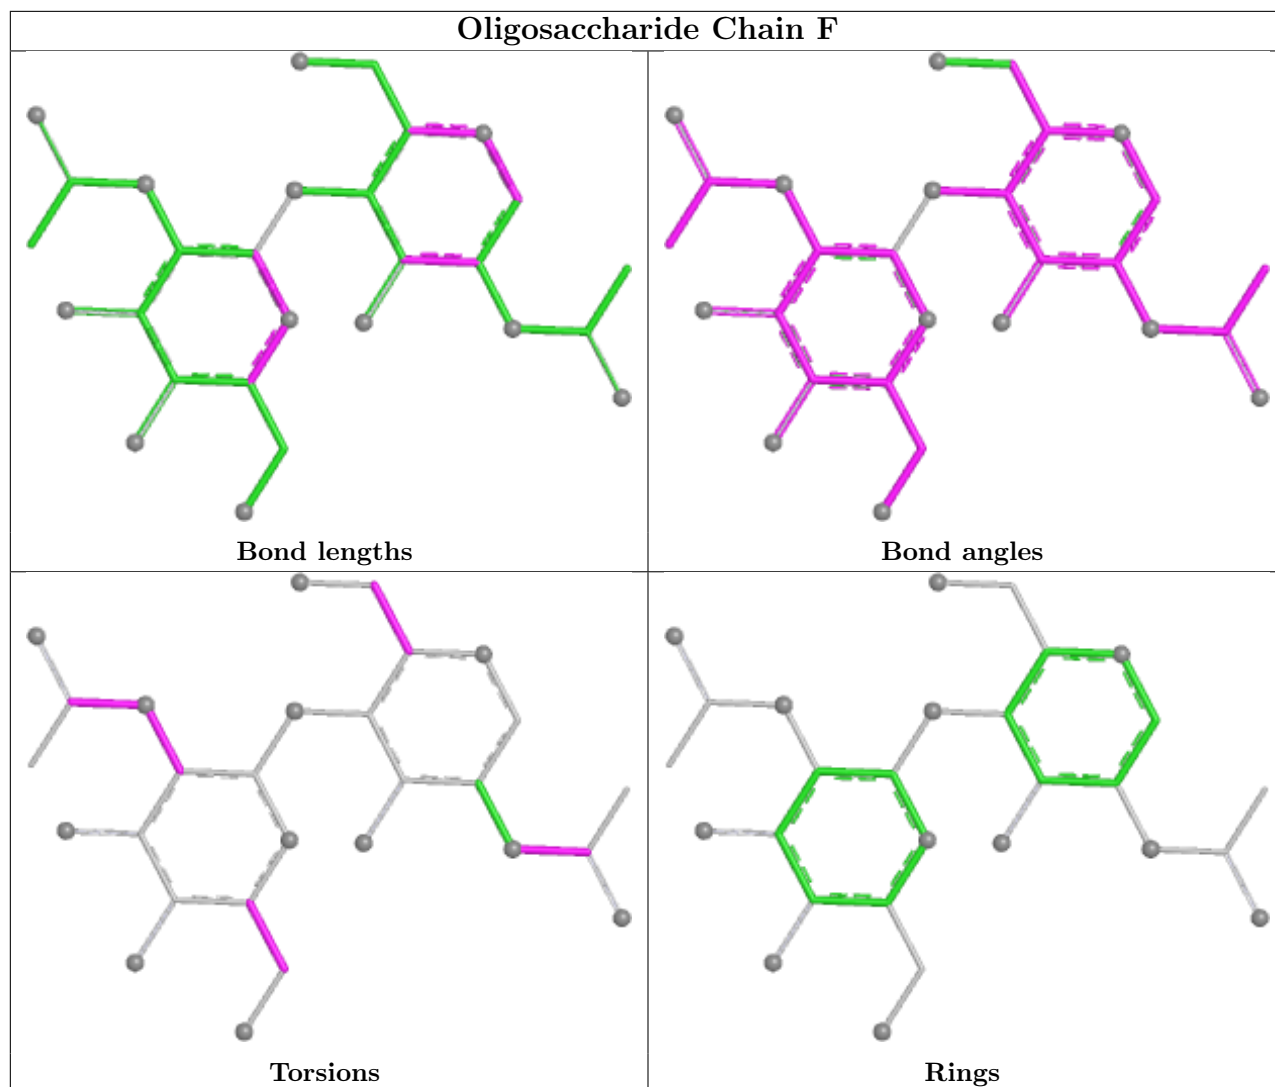 Oligosaccharide Chain F
Bond lengths
Bond angles
Torsions
Rings